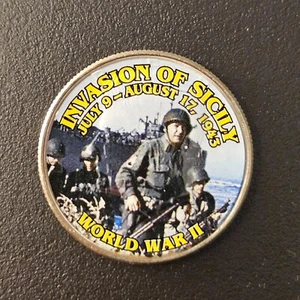 INVASION OF SICILY
JULY 9 - AUGUST 17, 1943
WORLD WAR II